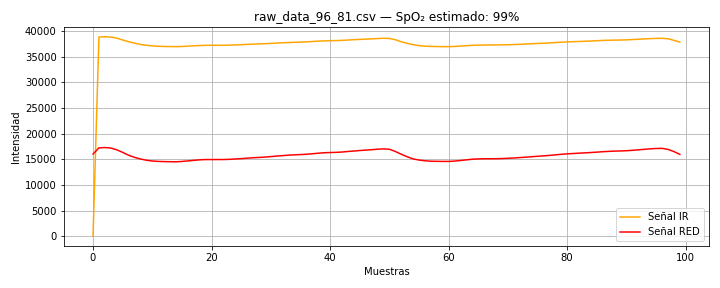 raw_data_96_81.csv — SpO₂ estimado: 99%
Intensidad
40000
35000
30000
25000
20000
15000
10000
5000
0
0 20 40 60 80 100
Muestras
Señal IR
Señal RED